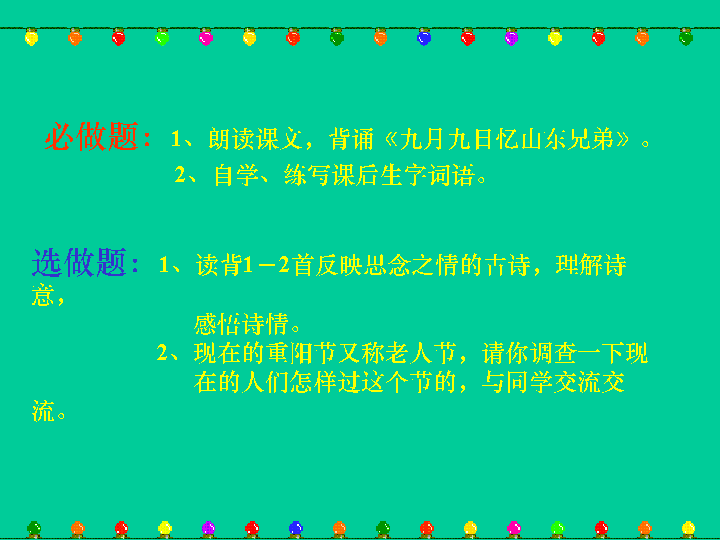 必做题：1、朗读课文，背诵《九月九日忆山东兄弟》。
2、自学、练写课后生字词语。
选做题：1、读背1－2首反映思念之情的古诗，理解诗
意，
感悟诗情。
2、现在的重阳节又称老人节，请你调查一下现
在的人们怎样过这个节的，与同学交流交
流。